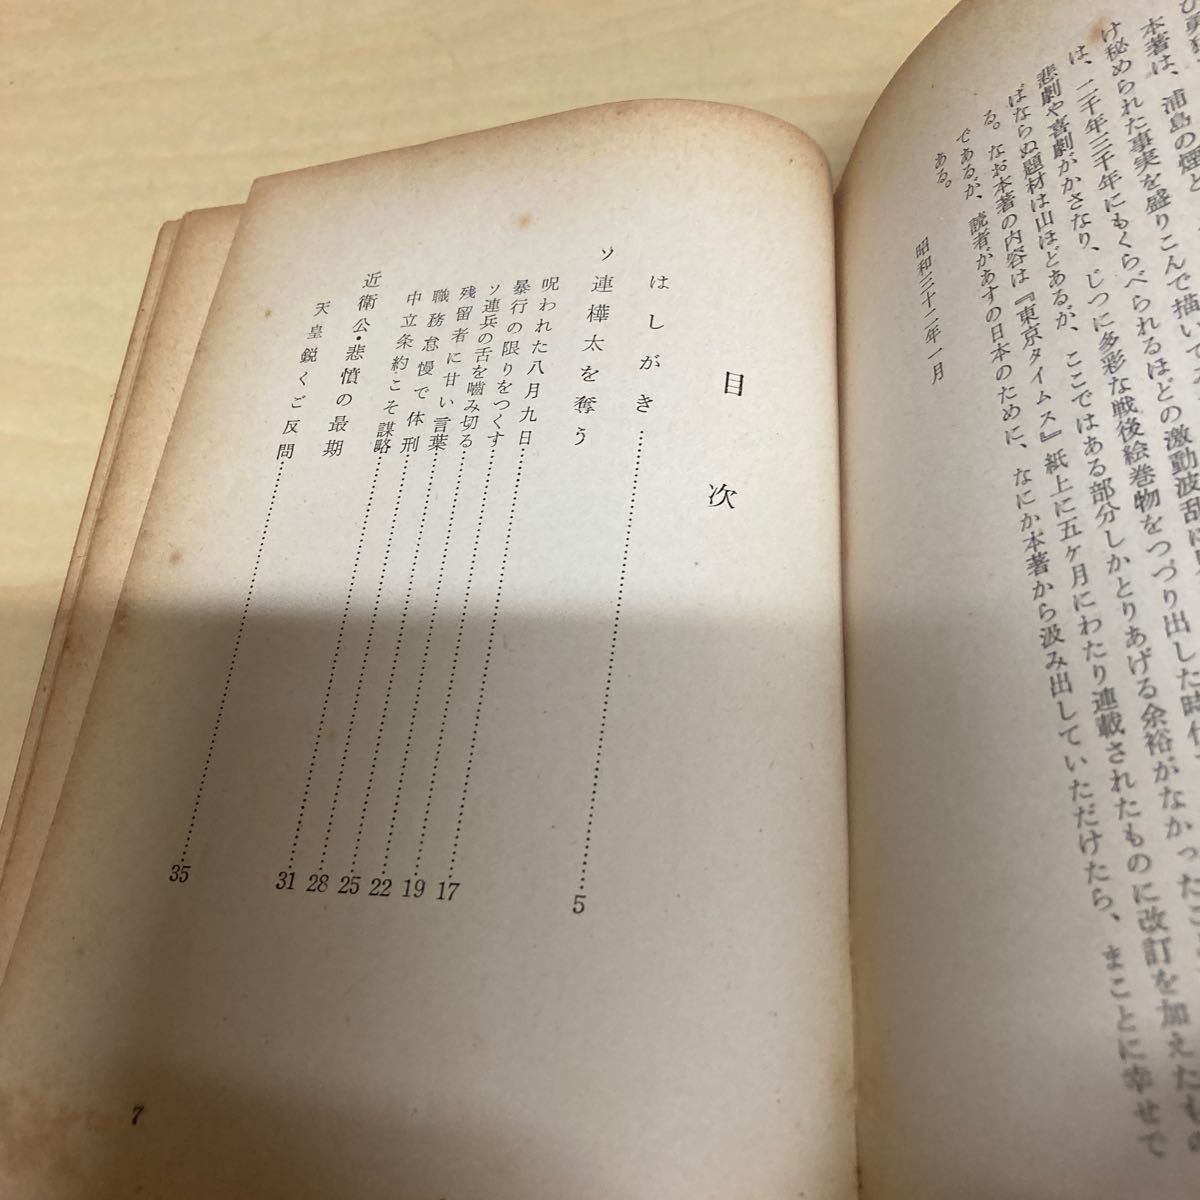 本著は、浦島の煙と
け秘められた事実を盛りこんで描いて
は、二千年三千年にもくらべられるほどの激動波乱に
悲劇や喜劇がかさなり、じつに多彩な戦後絵巻物をつづり出した時代
ばならぬ題材は山ほどあるが、ここではある部分しかとりあげる余裕がなかったこと
る。なお本著の内容は『東京タイムス』紙上に五ヶ月にわたり連載されたものに改訂を加えたもの
であるが、読者があすの日本のために、なにか本著から汲み出していただけたら、まことに幸せで
ある。
昭和三十二年一月
目次
はしがき 5
ソ連樺太を奪う
呪われた八月九日 17
暴行の限りをつくす 19
ソ連兵の舌を嚙み切る 22
残留者に甘い言葉 25
職務怠慢で体刑 28
中立条約こそ謀略 31
近衛公・悲憤の最期
天皇鋭くご反問 35
7